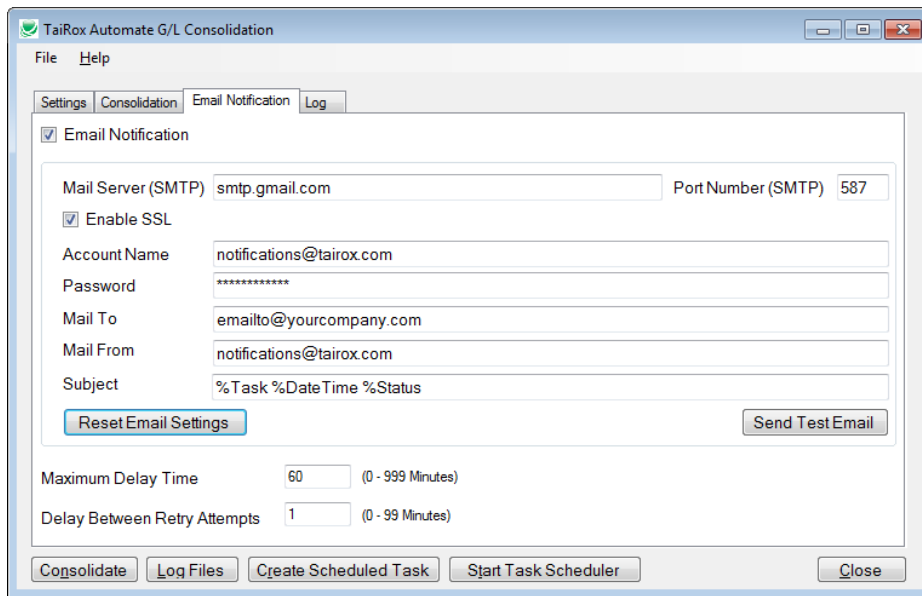 TaiRox Automate G/L Consolidation
File Help
Settings Consolidation Email Notification Log
Email Notification
Mail Server (SMTP) smtp.gmail.com Port Number (SMTP) 587
Enable SSL
Account Name notifications@tairox.com
Password ************
Mail To emailto@yourcompany.com
Mail From notifications@tairox.com
Subject %Task %DateTime %Status
Reset Email Settings Send Test Email
Maximum Delay Time 60 (0 - 999 Minutes)
Delay Between Retry Attempts 1 (0 - 99 Minutes)
Consolidate Log Files Create Scheduled Task Start Task Scheduler Close